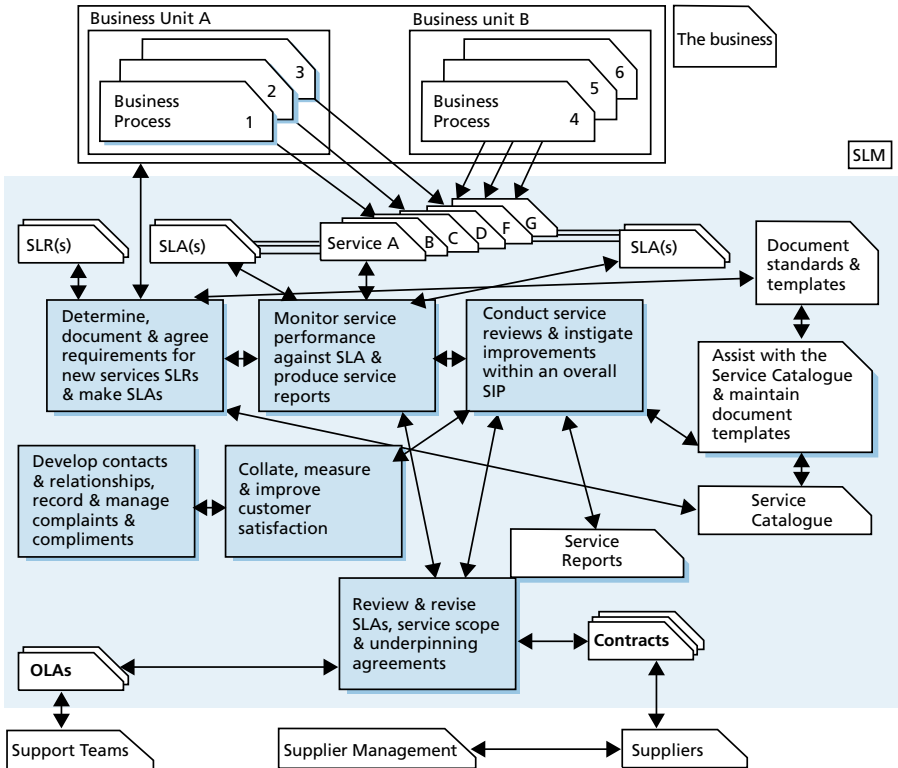 Business Unit A
Business unit B
The business
3
2
Business
Process
1
6
5
Business
Process
4
SLM
SLR(s)
SLA(s)
Service A
B
C
D
F
G
SLA(s)
Document
standards &
templates
Determine,
document & agree
requirements for
new services SLRs
& make SLAs
Monitor service
performance
against SLA &
produce service
reports
Conduct service
reviews & instigate
improvements
within an overall
SIP
Assist with the
Service Catalogue
& maintain
document
templates
Develop contacts
& relationships,
record & manage
complaints &
compliments
Collate, measure
& improve
customer
satisfaction
Service
Catalogue
Service
Reports
Review & revise
SLAs, service scope
& underpinning
agreements
Contracts
OLAs
Support Teams
Supplier Management
Suppliers